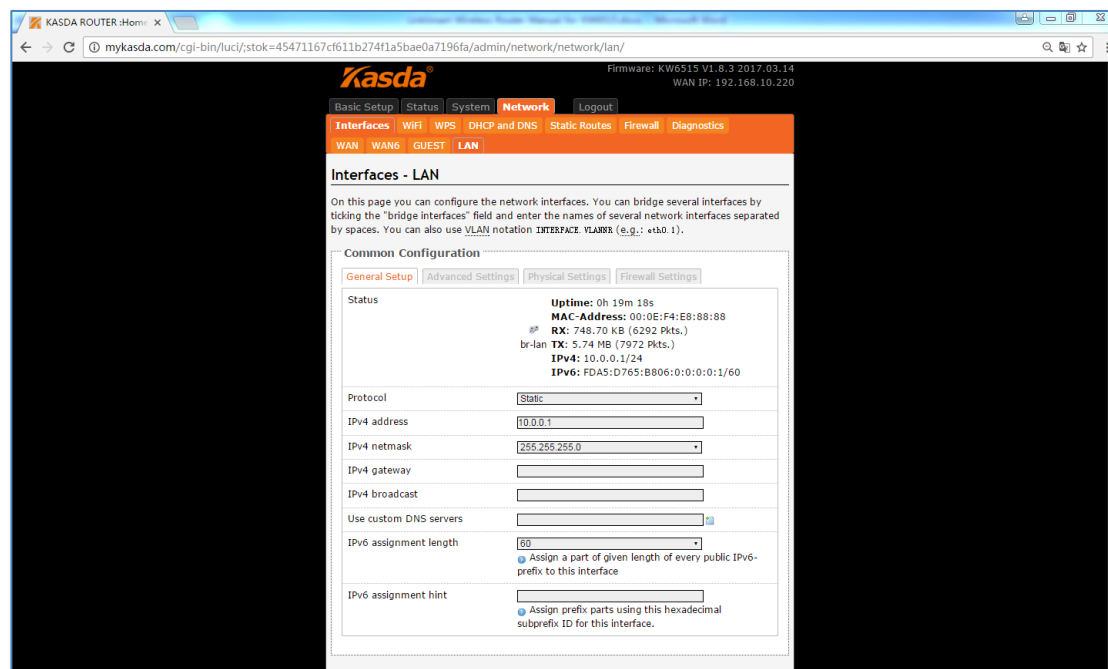 KASDA ROUTER :Home
mykasda.com/cgi-bin/luci/;stok=45471167cf611b274f1a5bae0a7196fa/admin/network/network/lan/
Kasda®
Firmware: KW6515 V1.8.3 2017.03.14
WAN IP: 192.168.10.220
Basic Setup Status System Network Logout
Interfaces WiFi WPS DHCP and DNS Static Routes Firewall Diagnostics
WAN WAN6 GUEST LAN
Interfaces - LAN
On this page you can configure the network interfaces. You can bridge several interfaces by
ticking the "bridge interfaces" field and enter the names of several network interfaces separated
by spaces. You can also use VLAN notation INTERFACE.VLANNR (e.g.: eth0.1).
Common Configuration
General Setup Advanced Settings Physical Settings Firewall Settings
Status
Uptime: 0h 19m 18s
MAC-Address: 00:0E:F4:E8:88:88
RX: 748.70 KB (6292 Pkts.)
br-lan TX: 5.74 MB (7972 Pkts.)
IPv4: 10.0.0.1/24
IPv6: FDA5:D765:B806:0:0:0:0:1/60
Protocol Static
IPv4 address 10.0.0.1
IPv4 netmask 255.255.255.0
IPv4 gateway
IPv4 broadcast
Use custom DNS servers
IPv6 assignment length 60
Assign a part of given length of every public IPv6-
prefix to this interface
IPv6 assignment hint
Assign prefix parts using this hexadecimal
subprefix ID for this interface.